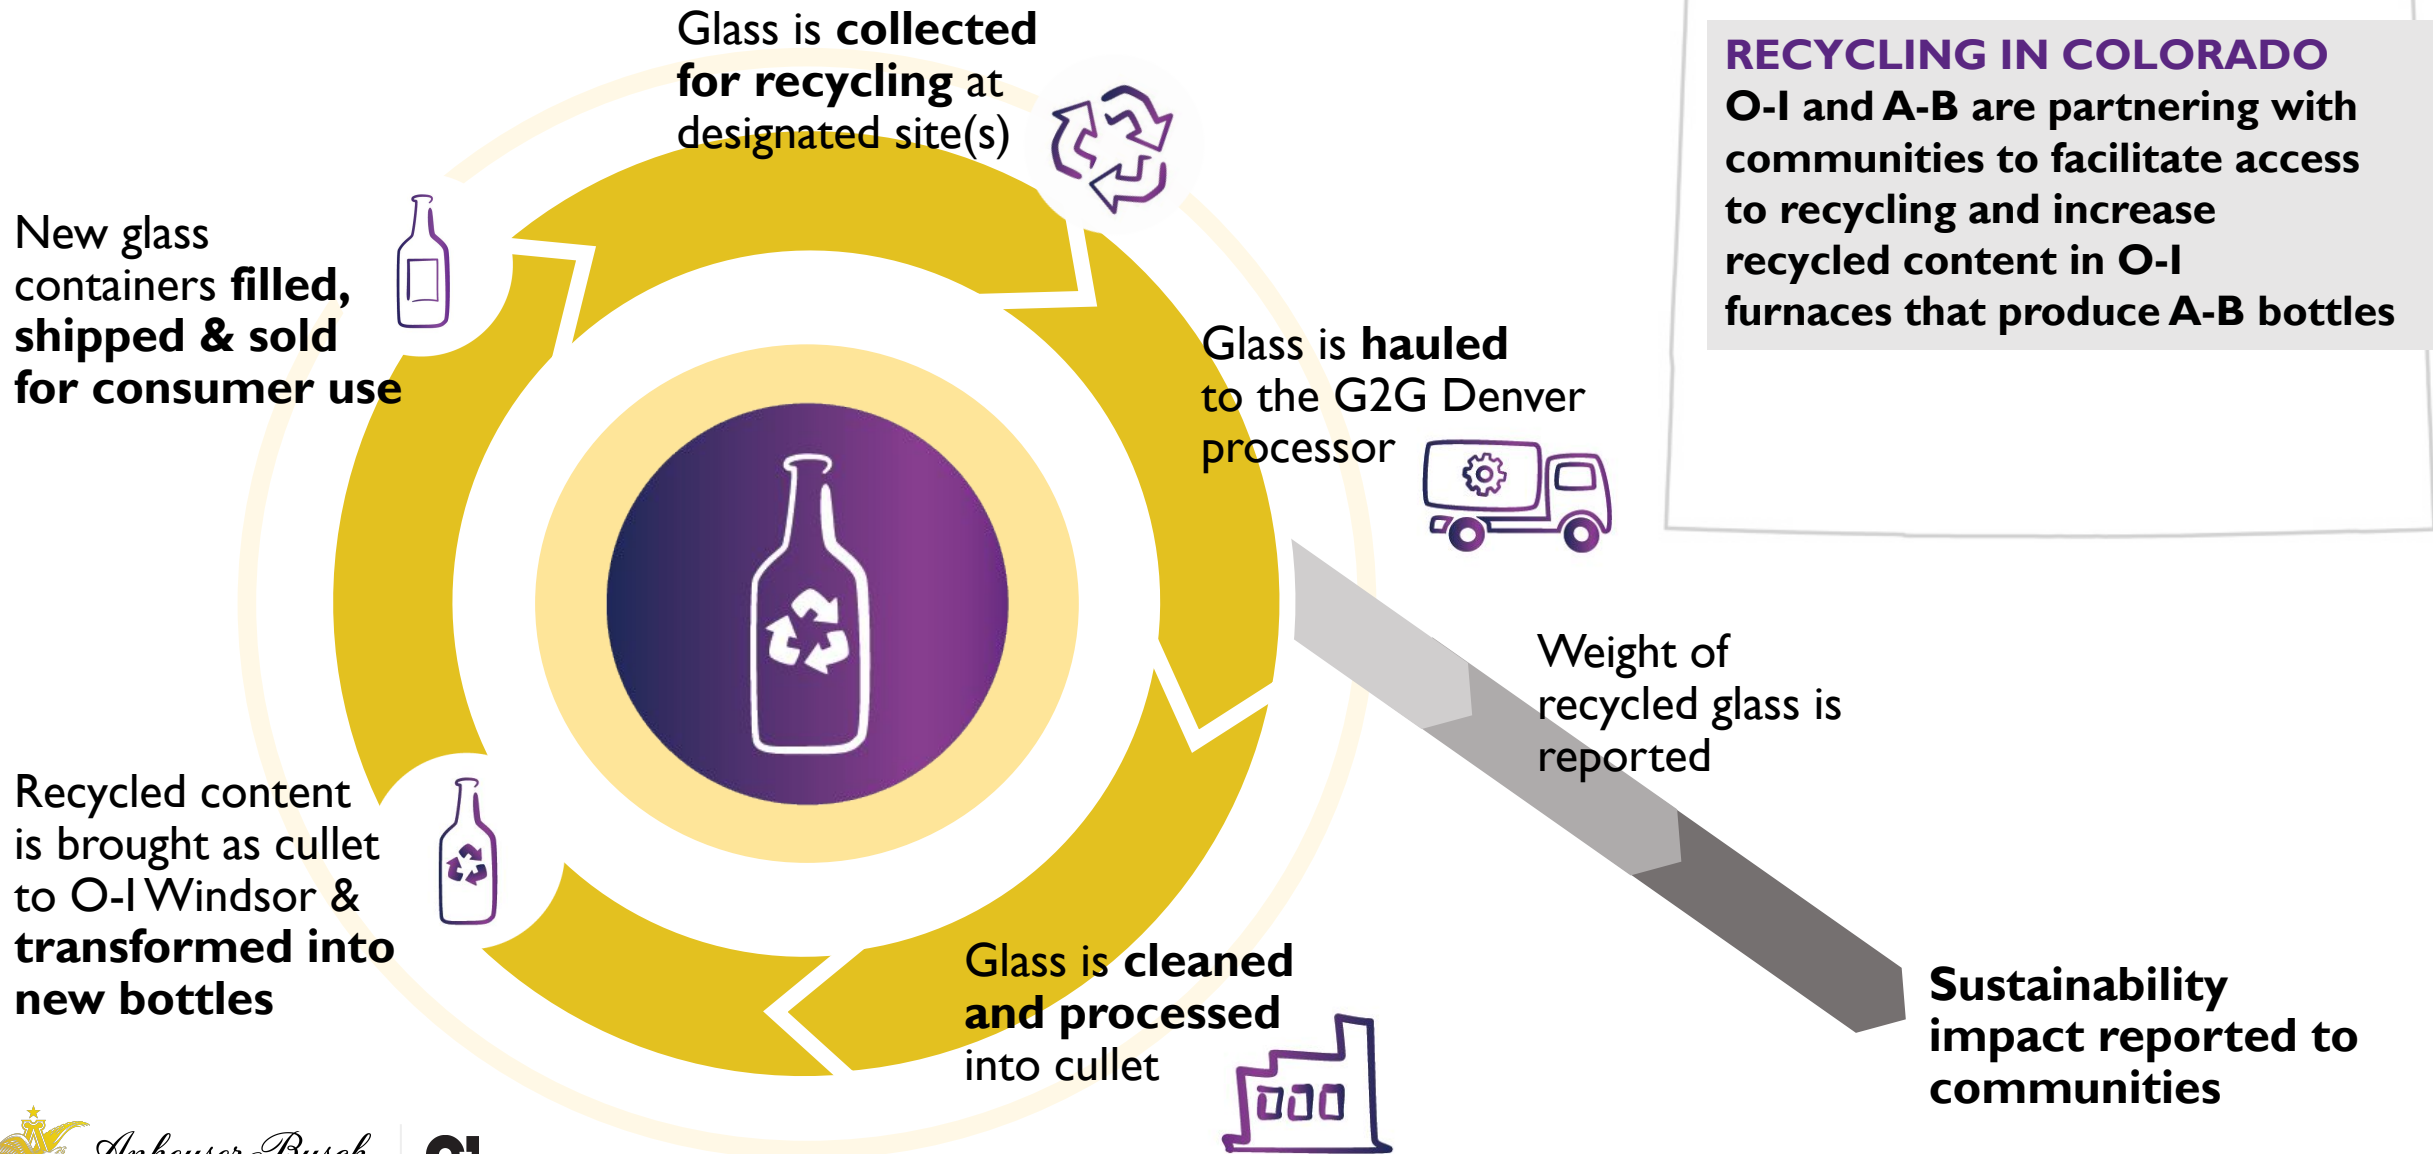 Glass is collected
for recycling at
designated site(s)
RECYCLING IN COLORADO
O-I and A-B are partnering with
communities to facilitate access
to recycling and increase
recycled content in O-I
furnaces that produce A-B bottles
New glass
containers filled,
shipped & sold
for consumer use
Glass is hauled
to the G2G Denver
processor
Weight of
recycled glass is
reported
Recycled content
is brought as cullet
to O-I Windsor &
transformed into
new bottles
Glass is cleaned
and processed
into cullet
Sustainability
impact reported to
communities
Anheuser-Busch